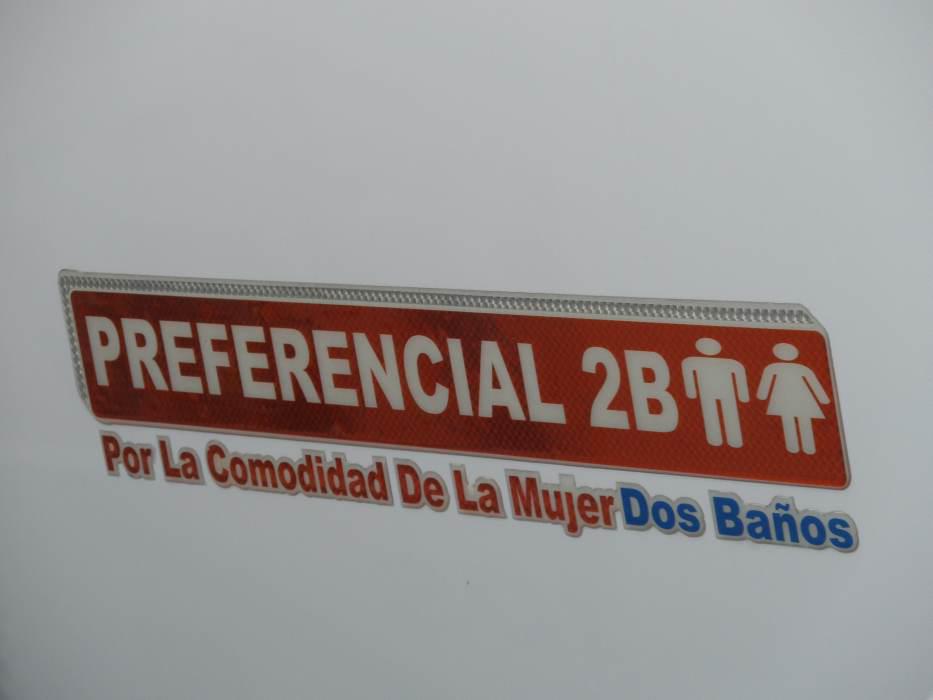 PREFERENCIAL 2B
Por La Comodidad De La Mujer Dos Baños